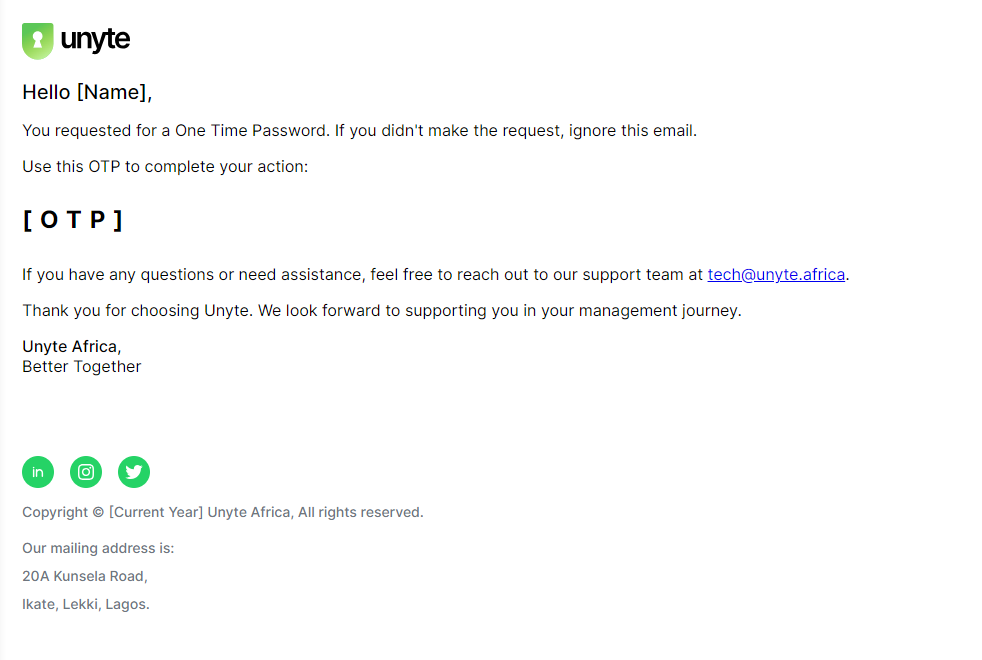 unyte
Hello [Name],
You requested for a One Time Password. If you didn't make the request, ignore this email.
Use this OTP to complete your action:
[ O T P ]
If you have any questions or need assistance, feel free to reach out to our support team at tech@unyte.africa.
Thank you for choosing Unyte. We look forward to supporting you in your management journey.
Unyte Africa,
Better Together
in
Copyright © [Current Year] Unyte Africa, All rights reserved.
Our mailing address is:
20A Kunsela Road,
Ikate, Lekki, Lagos.